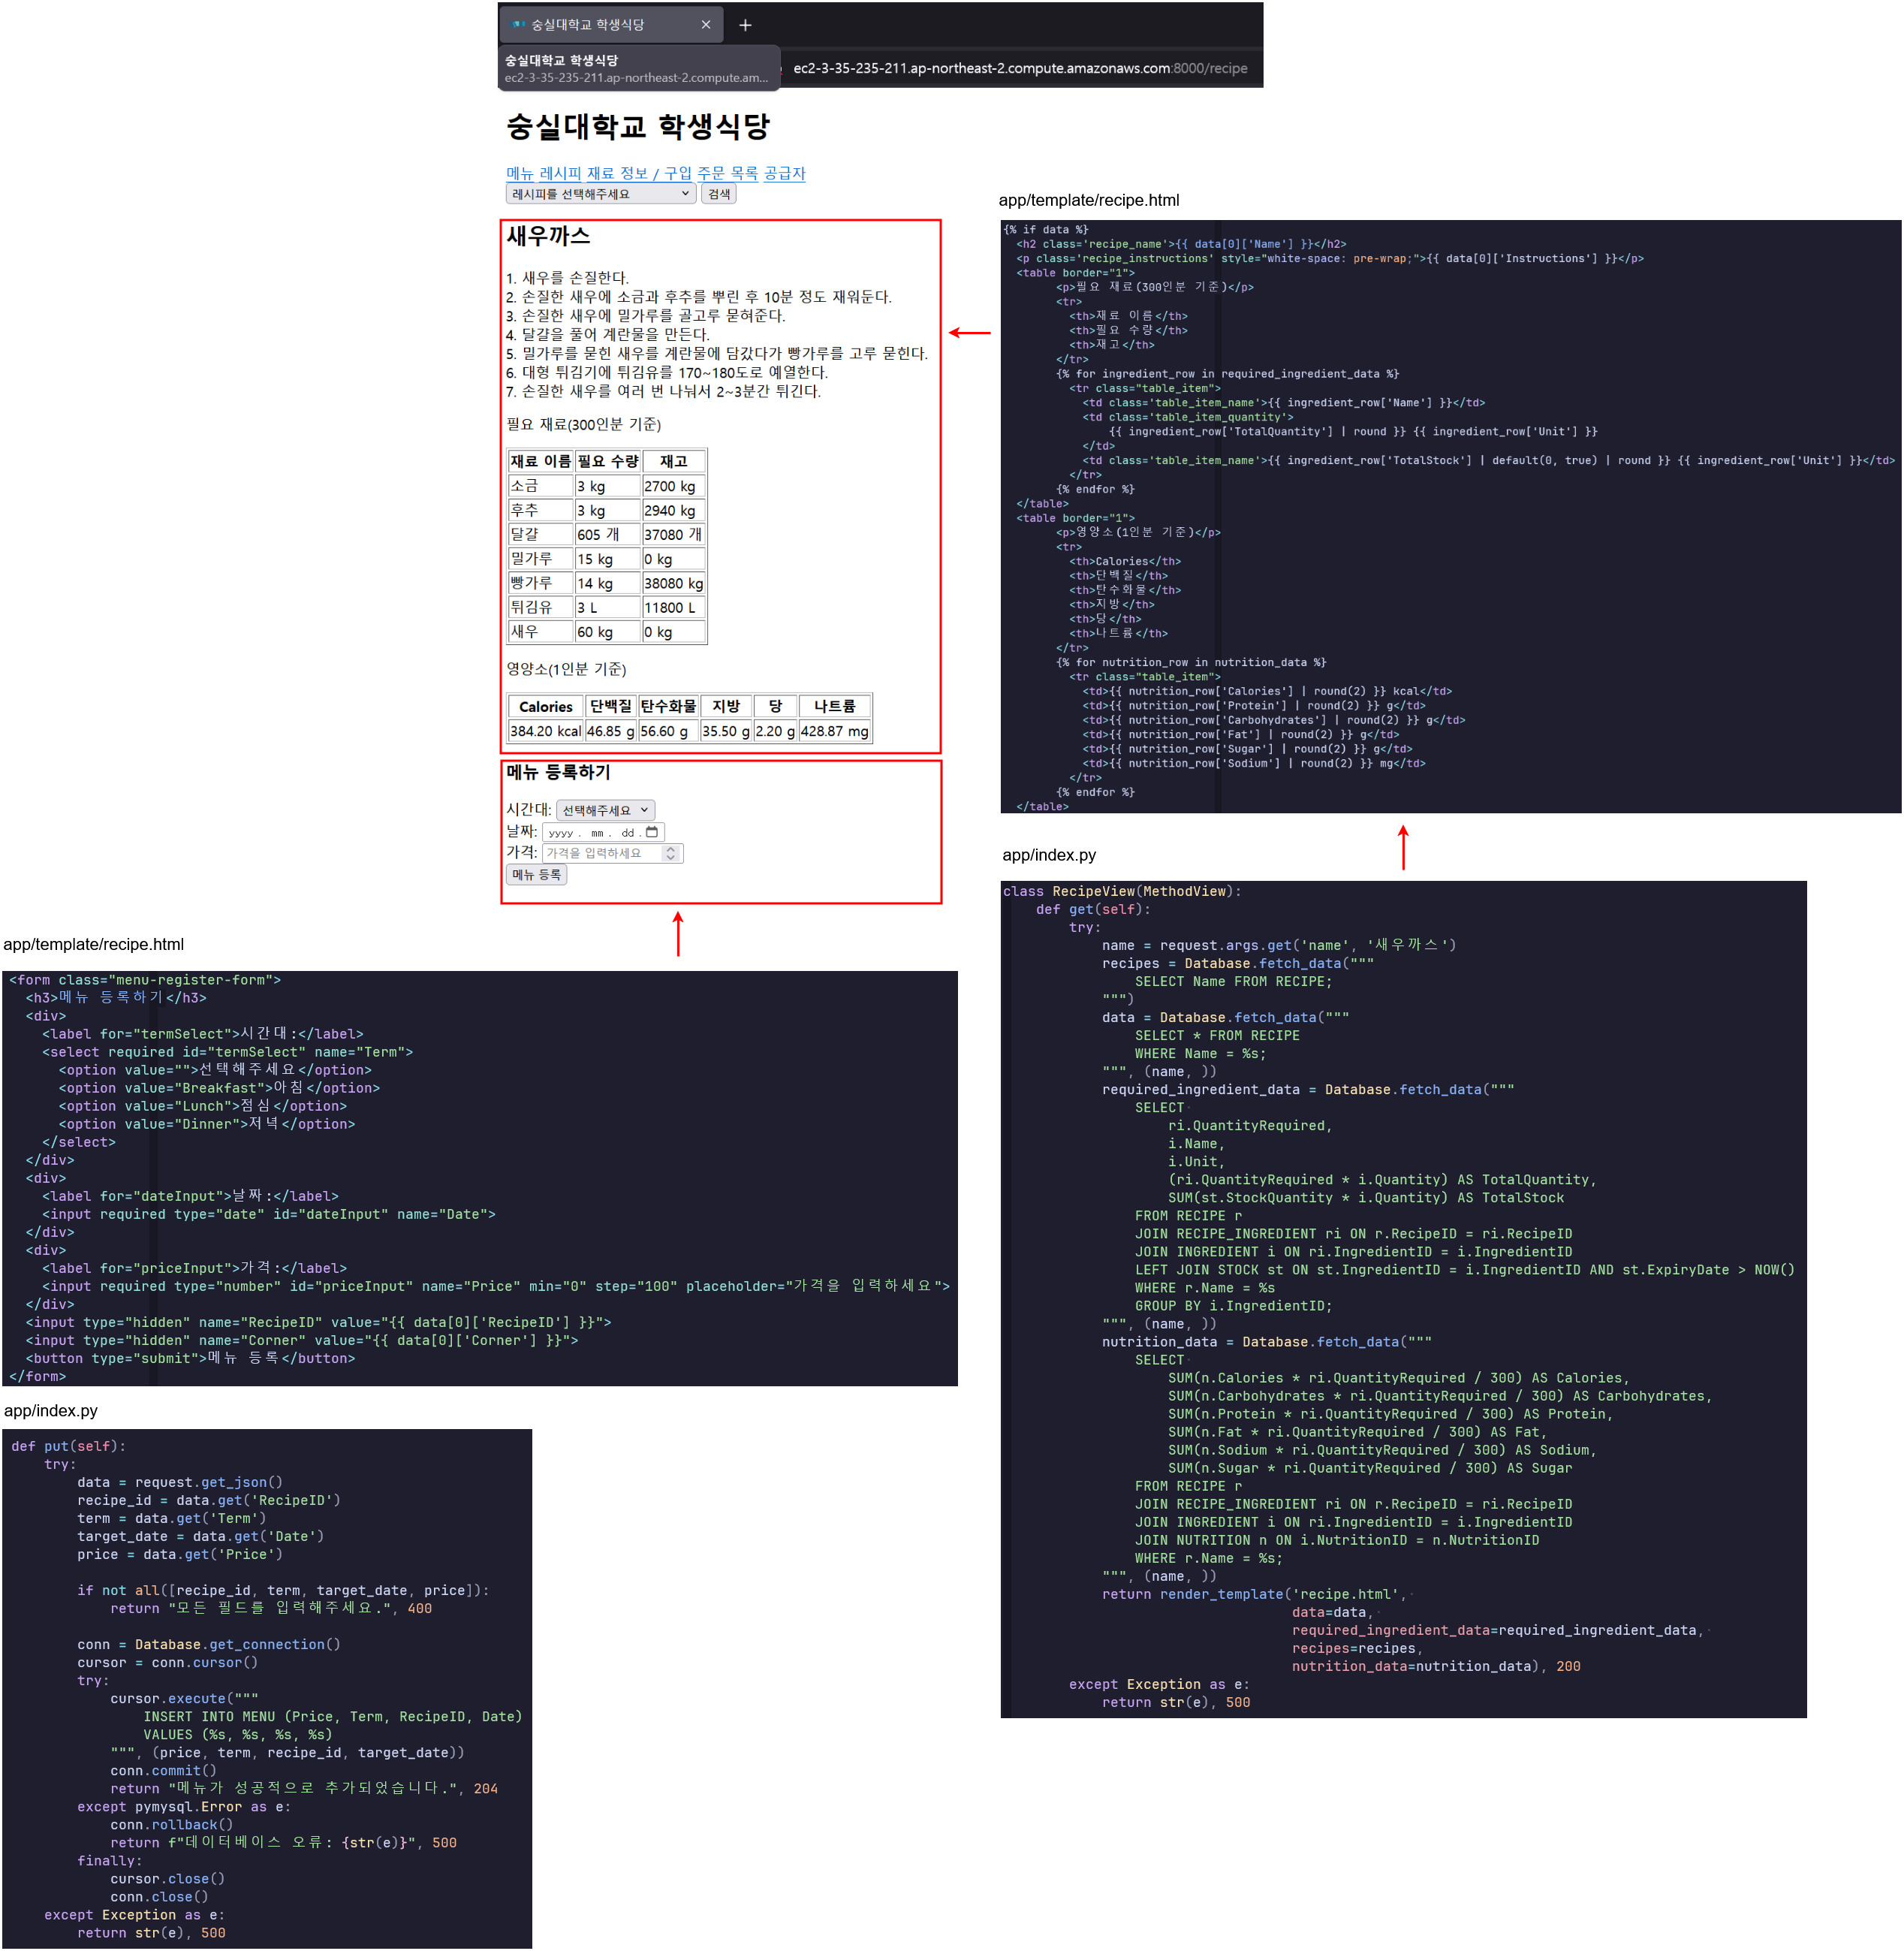 숭실대학교 학생식당
숭실대학교 학생식당
ec2-3-35-235-211.ap-northeast-2.compute.am...
ec2-3-35-235-211.ap-northeast-2.compute.amazonaws.com:8000/recipe
숭실대학교 학생식당
메뉴 레시피 재료 정보 / 구입 주문 목록 공급자
레시피를 선택해주세요 검색
새우까스
1. 새우를 손질한다.
2. 손질한 새우에 소금과 후추를 뿌린 후 10분 정도 재워둔다.
3. 손질한 새우에 밀가루를 골고루 묻혀준다.
4. 달걀을 풀어 계란물을 만든다.
5. 밀가루를 묻힌 새우를 계란물에 담갔다가 빵가루를 고루 묻힌다.
6. 대형 튀김기에 튀김유를 170~180도로 예열한다.
7. 손질한 새우를 여러 번 나눠서 2~3분간 튀긴다.
필요 재료(300인분 기준)
재료 이름 필요 수량 재고
소금 3 kg 2700 kg
후추 3 kg 2940 kg
달걀 605 개 37080 개
밀가루 15 kg 0 kg
빵가루 14 kg 38080 kg
튀김유 3 L 11800 L
새우 60 kg 0 kg
영양소(1인분 기준)
Calories 단백질 탄수화물 지방 당 나트륨
384.20 kcal 46.85 g 56.60 g 35.50 g 2.20 g 428.87 mg
메뉴 등록하기
시간대: 선택해주세요
날짜: yyyy . mm . dd .
가격: 가격을 입력하세요
메뉴 등록
app/template/recipe.html
{% if data %}
<h2 class='recipe_name'>{{ data[0]['Name'] }}</h2>
<p class='recipe_instructions' style="white-space: pre-wrap;">{{ data[0]['Instructions'] }}</p>
<table border="1">
<p>필요 재료(300인분 기준)</p>
<tr>
<th>재료 이름</th>
<th>필요 수량</th>
<th>재고</th>
</tr>
{% for ingredient_row in required_ingredient_data %}
<tr class="table_item">
<td class='table_item_name'>{{ ingredient_row['Name'] }}</td>
<td class='table_item_quantity'>
{{ ingredient_row['TotalQuantity'] | round }} {{ ingredient_row['Unit'] }}
</td>
<td class='table_item_name'>{{ ingredient_row['TotalStock'] | default(0, true) | round }} {{ ingredient_row['Unit'] }}</td>
</tr>
{% endfor %}
</table>
<table border="1">
<p>영양소(1인분 기준)</p>
<tr>
<th>Calories</th>
<th>단백질</th>
<th>탄수화물</th>
<th>지방</th>
<th>당</th>
<th>나트륨</th>
</tr>
{% for nutrition_row in nutrition_data %}
<tr class="table_item">
<td>{{ nutrition_row['Calories'] | round(2) }} kcal</td>
<td>{{ nutrition_row['Protein'] | round(2) }} g</td>
<td>{{ nutrition_row['Carbohydrates'] | round(2) }} g</td>
<td>{{ nutrition_row['Fat'] | round(2) }} g</td>
<td>{{ nutrition_row['Sugar'] | round(2) }} g</td>
<td>{{ nutrition_row['Sodium'] | round(2) }} mg</td>
</tr>
{% endfor %}
</table>
app/index.py
class RecipeView(MethodView):
def get(self):
try:
name = request.args.get('name', '새우까스')
recipes = Database.fetch_data("""
SELECT Name FROM RECIPE;
""")
data = Database.fetch_data("""
SELECT * FROM RECIPE
WHERE Name = %s;
""", (name, ))
required_ingredient_data = Database.fetch_data("""
SELECT
ri.QuantityRequired,
i.Name,
i.Unit,
(ri.QuantityRequired * i.Quantity) AS TotalQuantity,
SUM(st.StockQuantity * i.Quantity) AS TotalStock
FROM RECIPE r
JOIN RECIPE_INGREDIENT ri ON r.RecipeID = ri.RecipeID
JOIN INGREDIENT i ON ri.IngredientID = i.IngredientID
LEFT JOIN STOCK st ON st.IngredientID = i.IngredientID AND st.ExpiryDate > NOW()
WHERE r.Name = %s
GROUP BY i.IngredientID;
""", (name, ))
nutrition_data = Database.fetch_data("""
SELECT
SUM(n.Calories * ri.QuantityRequired / 300) AS Calories,
SUM(n.Carbohydrates * ri.QuantityRequired / 300) AS Carbohydrates,
SUM(n.Protein * ri.QuantityRequired / 300) AS Protein,
SUM(n.Fat * ri.QuantityRequired / 300) AS Fat,
SUM(n.Sodium * ri.QuantityRequired / 300) AS Sodium,
SUM(n.Sugar * ri.QuantityRequired / 300) AS Sugar
FROM RECIPE r
JOIN RECIPE_INGREDIENT ri ON r.RecipeID = ri.RecipeID
JOIN INGREDIENT i ON ri.IngredientID = i.IngredientID
JOIN NUTRITION n ON i.NutritionID = n.NutritionID
WHERE r.Name = %s;
""", (name, ))
return render_template('recipe.html',
data=data,
required_ingredient_data=required_ingredient_data,
recipes=recipes,
nutrition_data=nutrition_data), 200
except Exception as e:
return str(e), 500
app/template/recipe.html
<form class="menu-register-form">
<h3>메뉴 등록하기</h3>
<div>
<label for="termSelect">시간대:</label>
<select required id="termSelect" name="Term">
<option value="">선택해주세요</option>
<option value="Breakfast">아침</option>
<option value="Lunch">점심</option>
<option value="Dinner">저녁</option>
</select>
</div>
<div>
<label for="dateInput">날짜:</label>
<input required type="date" id="dateInput" name="Date">
</div>
<div>
<label for="priceInput">가격:</label>
<input required type="number" id="priceInput" name="Price" min="0" step="100" placeholder="가격을 입력하세요">
</div>
<input type="hidden" name="RecipeID" value="{{ data[0]['RecipeID'] }}">
<input type="hidden" name="Corner" value="{{ data[0]['Corner'] }}">
<button type="submit">메뉴 등록</button>
</form>
app/index.py
def put(self):
try:
data = request.get_json()
recipe_id = data.get('RecipeID')
term = data.get('Term')
target_date = data.get('Date')
price = data.get('Price')
if not all([recipe_id, term, target_date, price]):
return "모든 필드를 입력해주세요.", 400
conn = Database.get_connection()
cursor = conn.cursor()
try:
cursor.execute("""
INSERT INTO MENU (Price, Term, RecipeID, Date)
VALUES (%s, %s, %s, %s)
""", (price, term, recipe_id, target_date))
conn.commit()
return "메뉴가 성공적으로 추가되었습니다.", 204
except pymysql.Error as e:
conn.rollback()
return f"데이터베이스 오류: {str(e)}", 500
finally:
cursor.close()
conn.close()
except Exception as e:
return str(e), 500